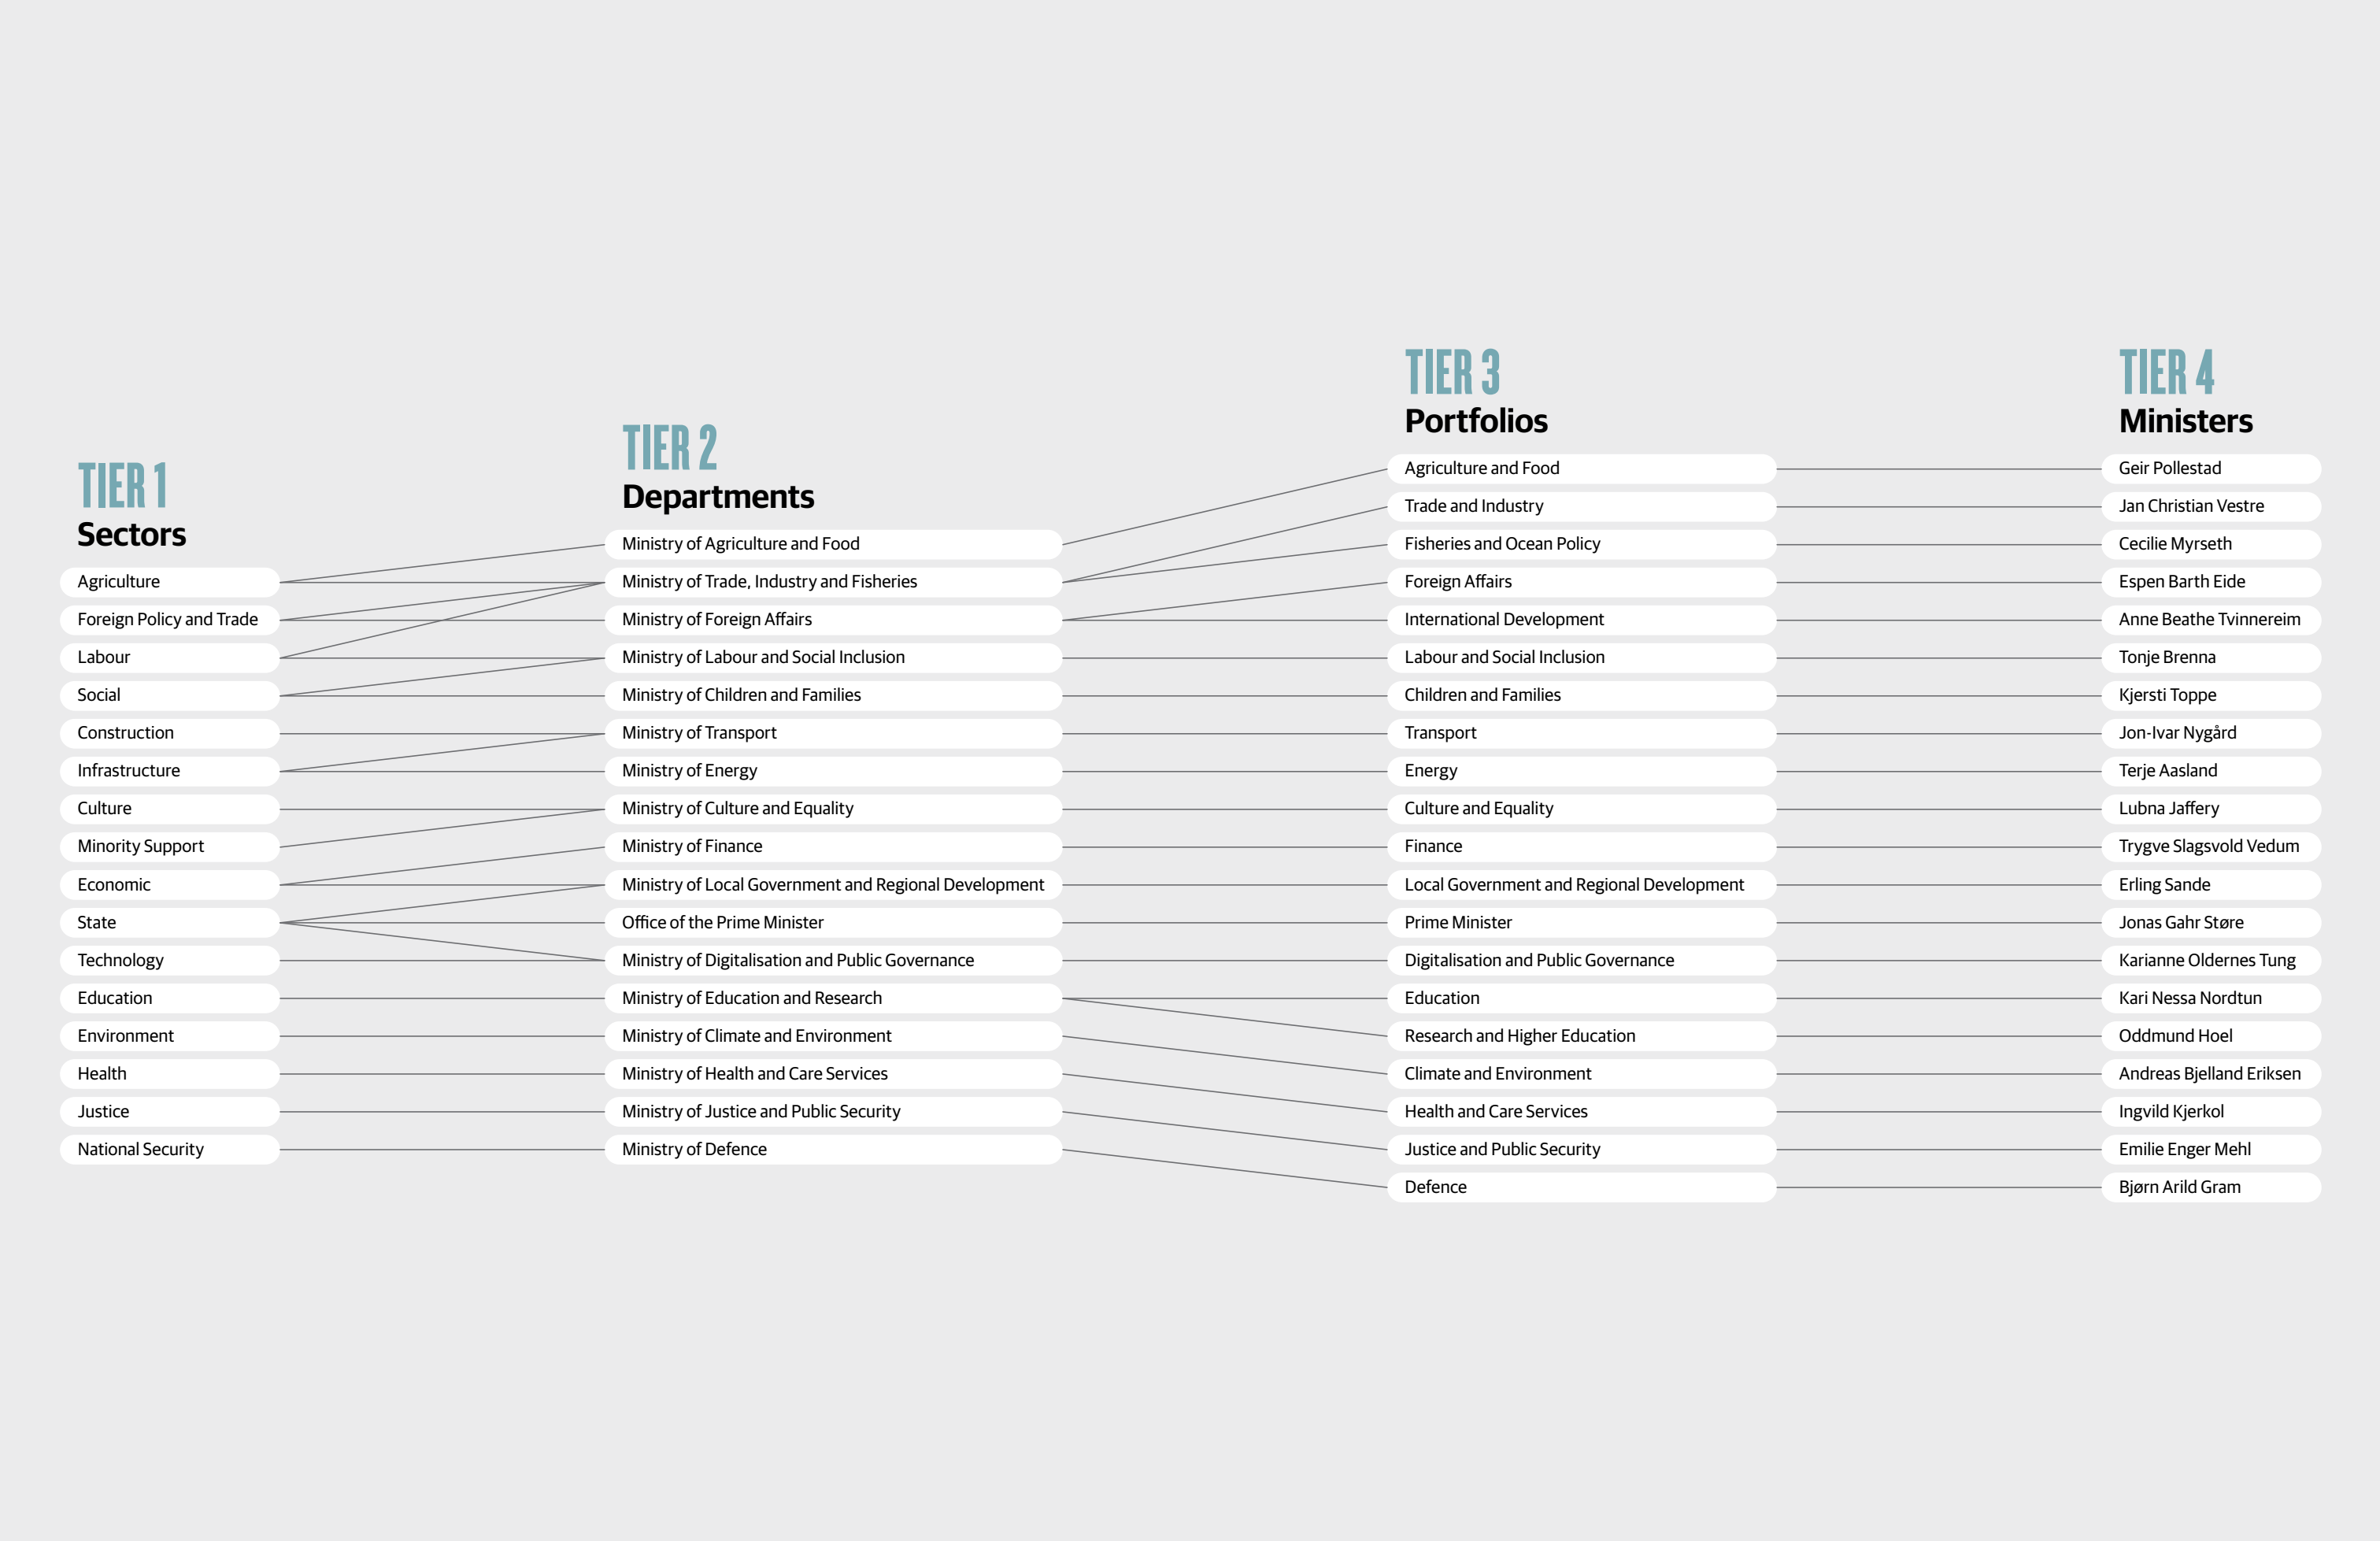 TIER 1
Sectors
Agriculture
Foreign Policy and Trade
Labour
Social
Construction
Infrastructure
Culture
Minority Support
Economic
State
Technology
Education
Environment
Health
Justice
National Security
TIER 2
Departments
Ministry of Agriculture and Food
Ministry of Trade, Industry and Fisheries
Ministry of Foreign Affairs
Ministry of Labour and Social Inclusion
Ministry of Children and Families
Ministry of Transport
Ministry of Energy
Ministry of Culture and Equality
Ministry of Finance
Ministry of Local Government and Regional Development
Office of the Prime Minister
Ministry of Digitalisation and Public Governance
Ministry of Education and Research
Ministry of Climate and Environment
Ministry of Health and Care Services
Ministry of Justice and Public Security
Ministry of Defence
TIER 3
Portfolios
Agriculture and Food
Trade and Industry
Fisheries and Ocean Policy
Foreign Affairs
International Development
Labour and Social Inclusion
Children and Families
Transport
Energy
Culture and Equality
Finance
Local Government and Regional Development
Prime Minister
Digitalisation and Public Governance
Education
Research and Higher Education
Climate and Environment
Health and Care Services
Justice and Public Security
Defence
TIER 4
Ministers
Geir Pollestad
Jan Christian Vestre
Cecilie Myrseth
Espen Barth Eide
Anne Beathe Tvinnereim
Tonje Brenna
Kjersti Toppe
Jon-Ivar Nygård
Terje Aasland
Lubna Jaffery
Trygve Slagsvold Vedum
Erling Sande
Jonas Gahr Støre
Karianne Oldernes Tung
Kari Nessa Nordtun
Oddmund Hoel
Andreas Bjelland Eriksen
Ingvild Kjerkol
Emilie Enger Mehl
Bjørn Arild Gram